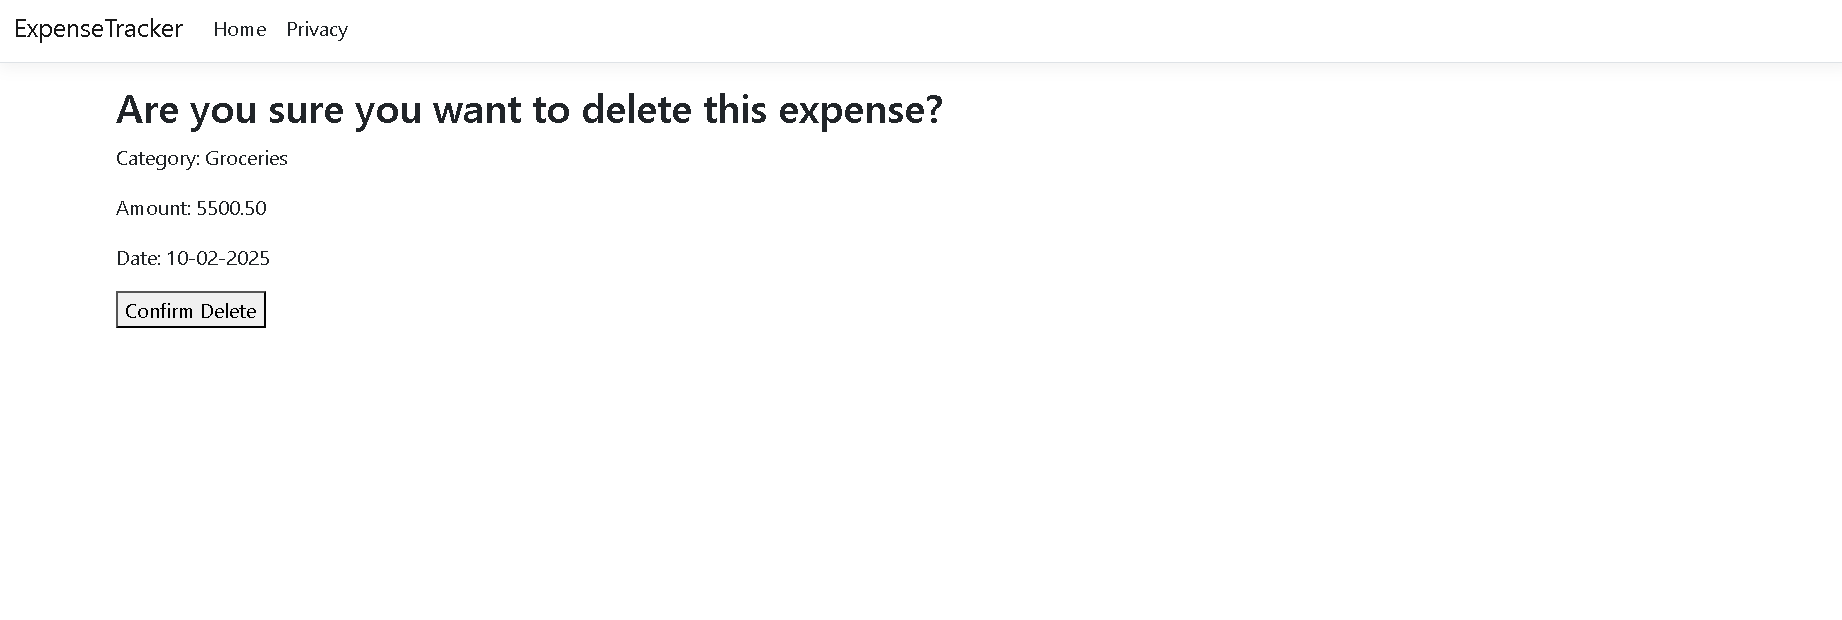 ExpenseTracker Home Privacy
Are you sure you want to delete this expense?
Category: Groceries
Amount: 5500.50
Date: 10-02-2025
Confirm Delete